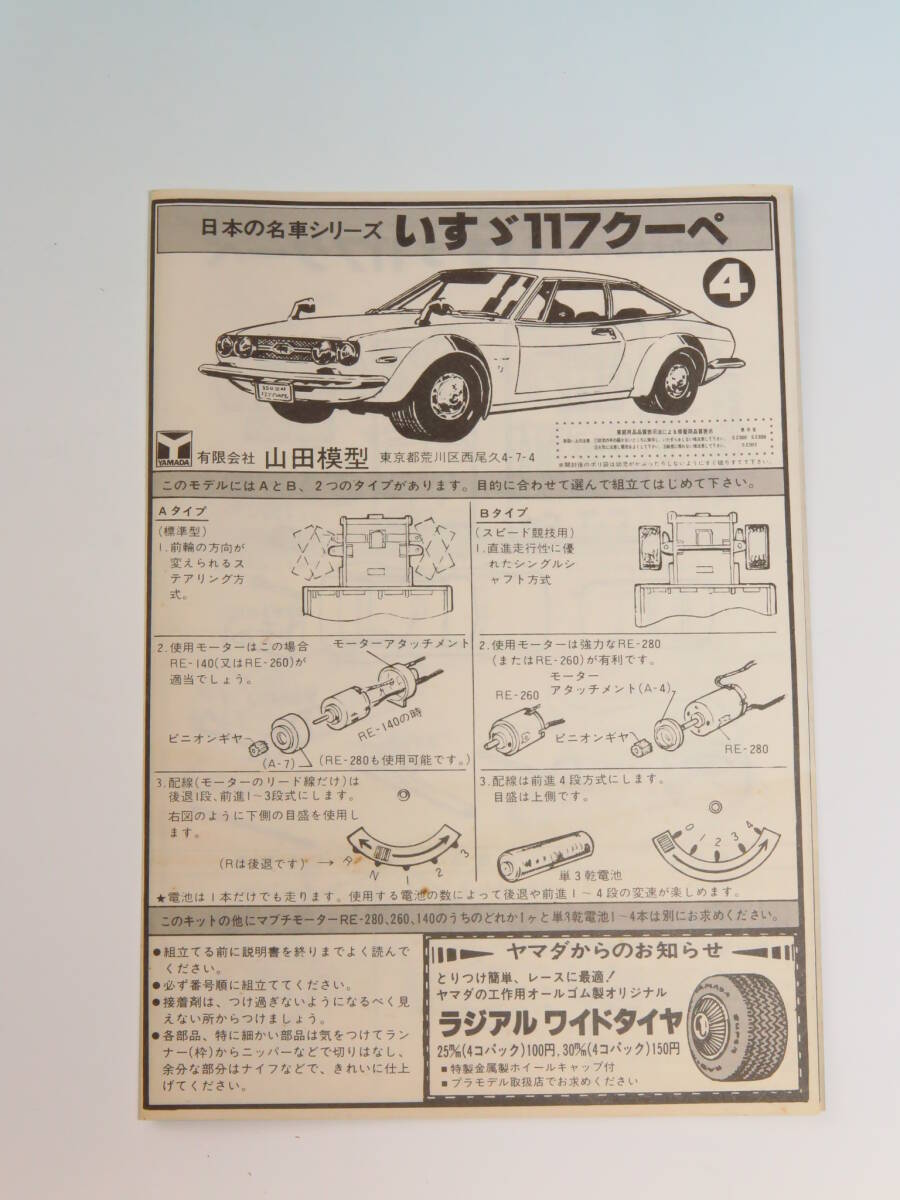 日本の名車シリーズ いすゞ117クーペ
4
YAMADA
有限会社 山田模型 東京都荒川区西尾久4-7-4
このモデルにはAとB、2つのタイプがあります。目的に合わせて選んで組立てはじめて下さい。
Aタイプ
(標準型)
1.前輪の方向が
変えられるス
テアリング方
式。
Bタイプ
(スピード競技用)
1.直進走行性に優
れたシングルシ
ャフト方式
2.使用モーターはこの場合
RE-140(又はRE-260)が
適当でしょう。
モーターアタッチメント
RE-140の時
ピニオンギヤ
(A-7)
(RE-280も使用可能です。)
2.使用モーターは強力なRE-280
(またはRE-260)が有利です。
モーター
アタッチメント(A-4)
RE-260
ピニオンギヤ
RE-280
3.配線(モーターのリード線だけ)は
後退1段、前進1~3段式にします。
右図のように下側の目盛を使用し
ます。
(Rは後退です)→
R N 1 2 3
3.配線は前進4段方式にします。
目盛は上側です。
単3乾電池
0 1 2 3 4
★電池は1本だけでも走ります。使用する電池の数によって後退や前進1~4段の変速が楽しめます。
このキットの他にマブチモーターRE-280、260、140のうちのどれか1ヶと単3乾電池1~4本は別にお求めください。
●組立てる前に説明書を終りまでよく読んで
ください。
●必ず番号順に組立ててください。
●接着剤は、つけ過ぎないようになるべく見
えない所からつけましょう。
●各部品、特に細かい部品は気をつけてラン
ナー(枠)からニッパーなどで切りはなし、
余分な部分はナイフなどで、きれいに仕上
げてください。
ヤマダからのお知らせ
とりつけ簡単、レースに最適!
ヤマダの工作用オールゴム製オリジナル
ラジアル ワイドタイヤ
25㎜(4コパック)100円,30㎜(4コパック)150円
■特製金属製ホイールキャップ付
■プラモデル取扱店でお求めください